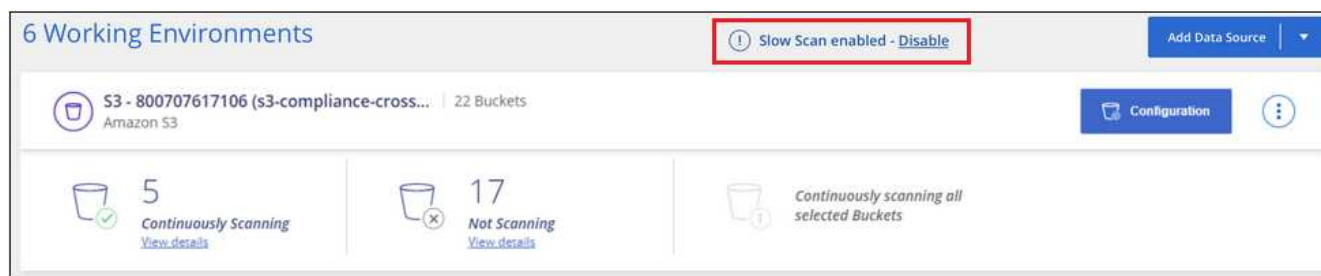 6 Working Environments
Slow Scan enabled - Disable
Add Data Source
S3 - 800707617106 (s3-compliance-cross... | 22 Buckets
Amazon S3
Configuration
5
Continuously Scanning
View details
17
Not Scanning
View details
Continuously scanning all
selected Buckets